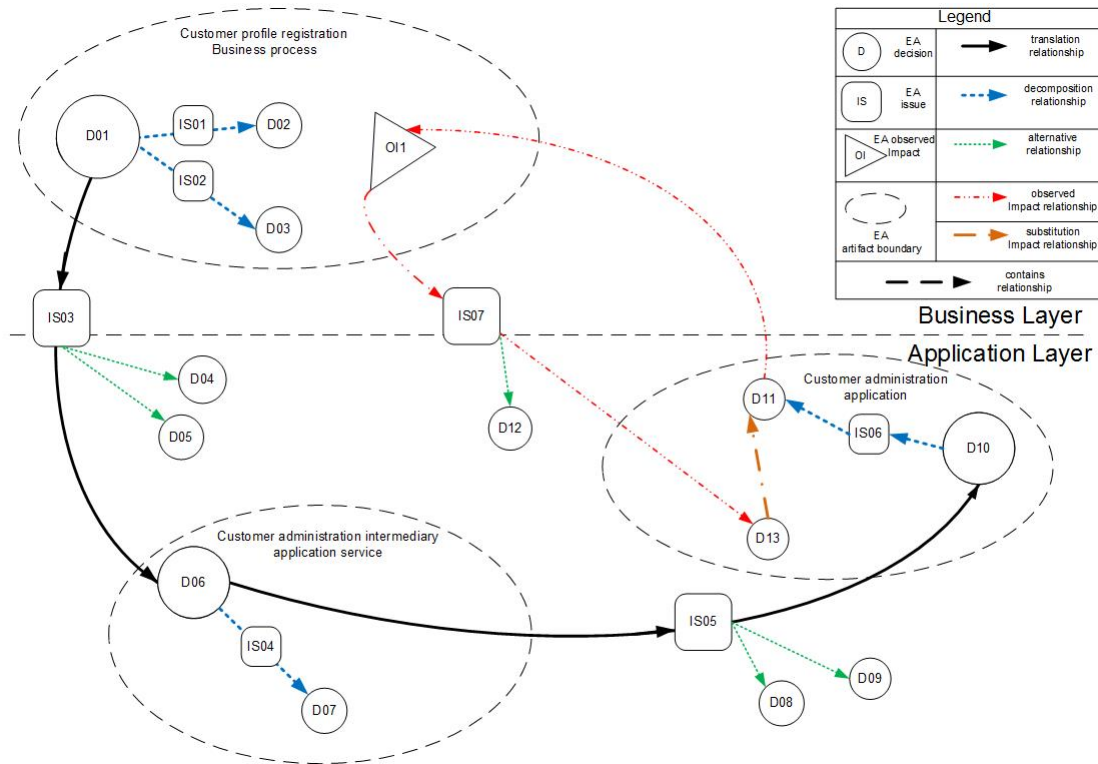 Customer profile registration
Business process
D01
IS01
D02
IS02
D03
OI1
IS03
IS07
Legend
D
EA
decision
translation
relationship
IS
EA
issue
decomposition
relationship
OI
EA observed
Impact
alternative
relationship
EA
artifact boundary
observed
Impact relationship
substitution
Impact relationship
contains
relationship
Business Layer
Application Layer
D04
D05
D12
Customer administration
application
D11
IS06
D10
D13
Customer administration intermediary
application service
D06
IS04
D07
IS05
D08
D09